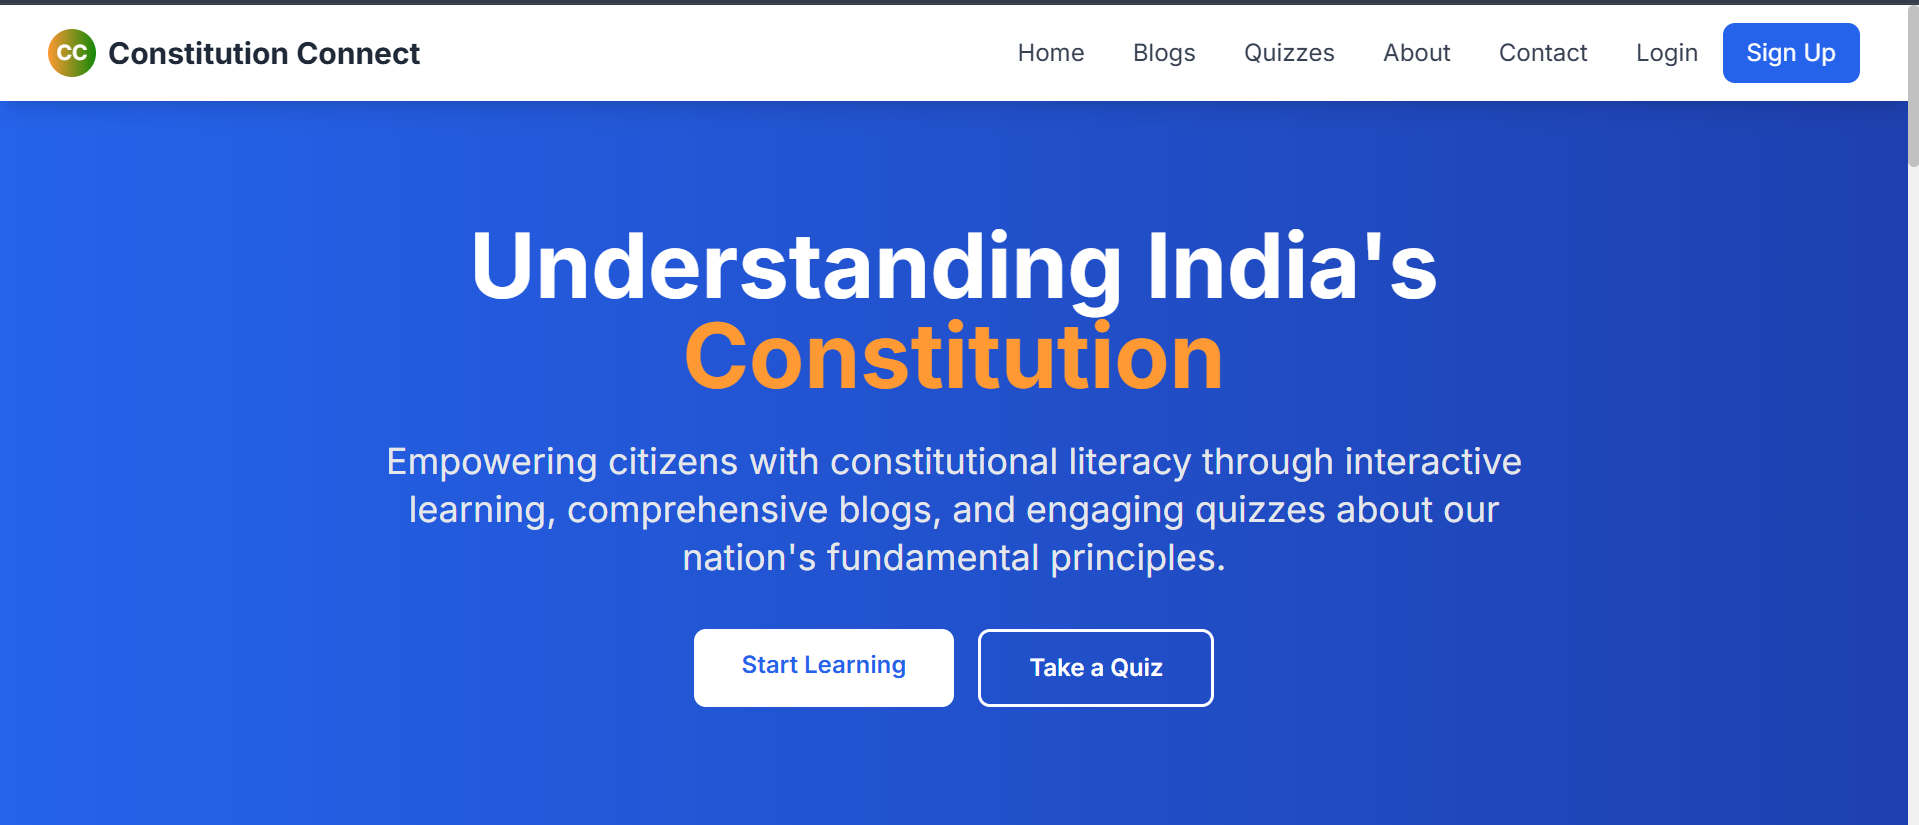 CC Constitution Connect Home Blogs Quizzes About Contact Login Sign Up
Understanding India's
Constitution
Empowering citizens with constitutional literacy through interactive
learning, comprehensive blogs, and engaging quizzes about our
nation's fundamental principles.
Start Learning Take a Quiz